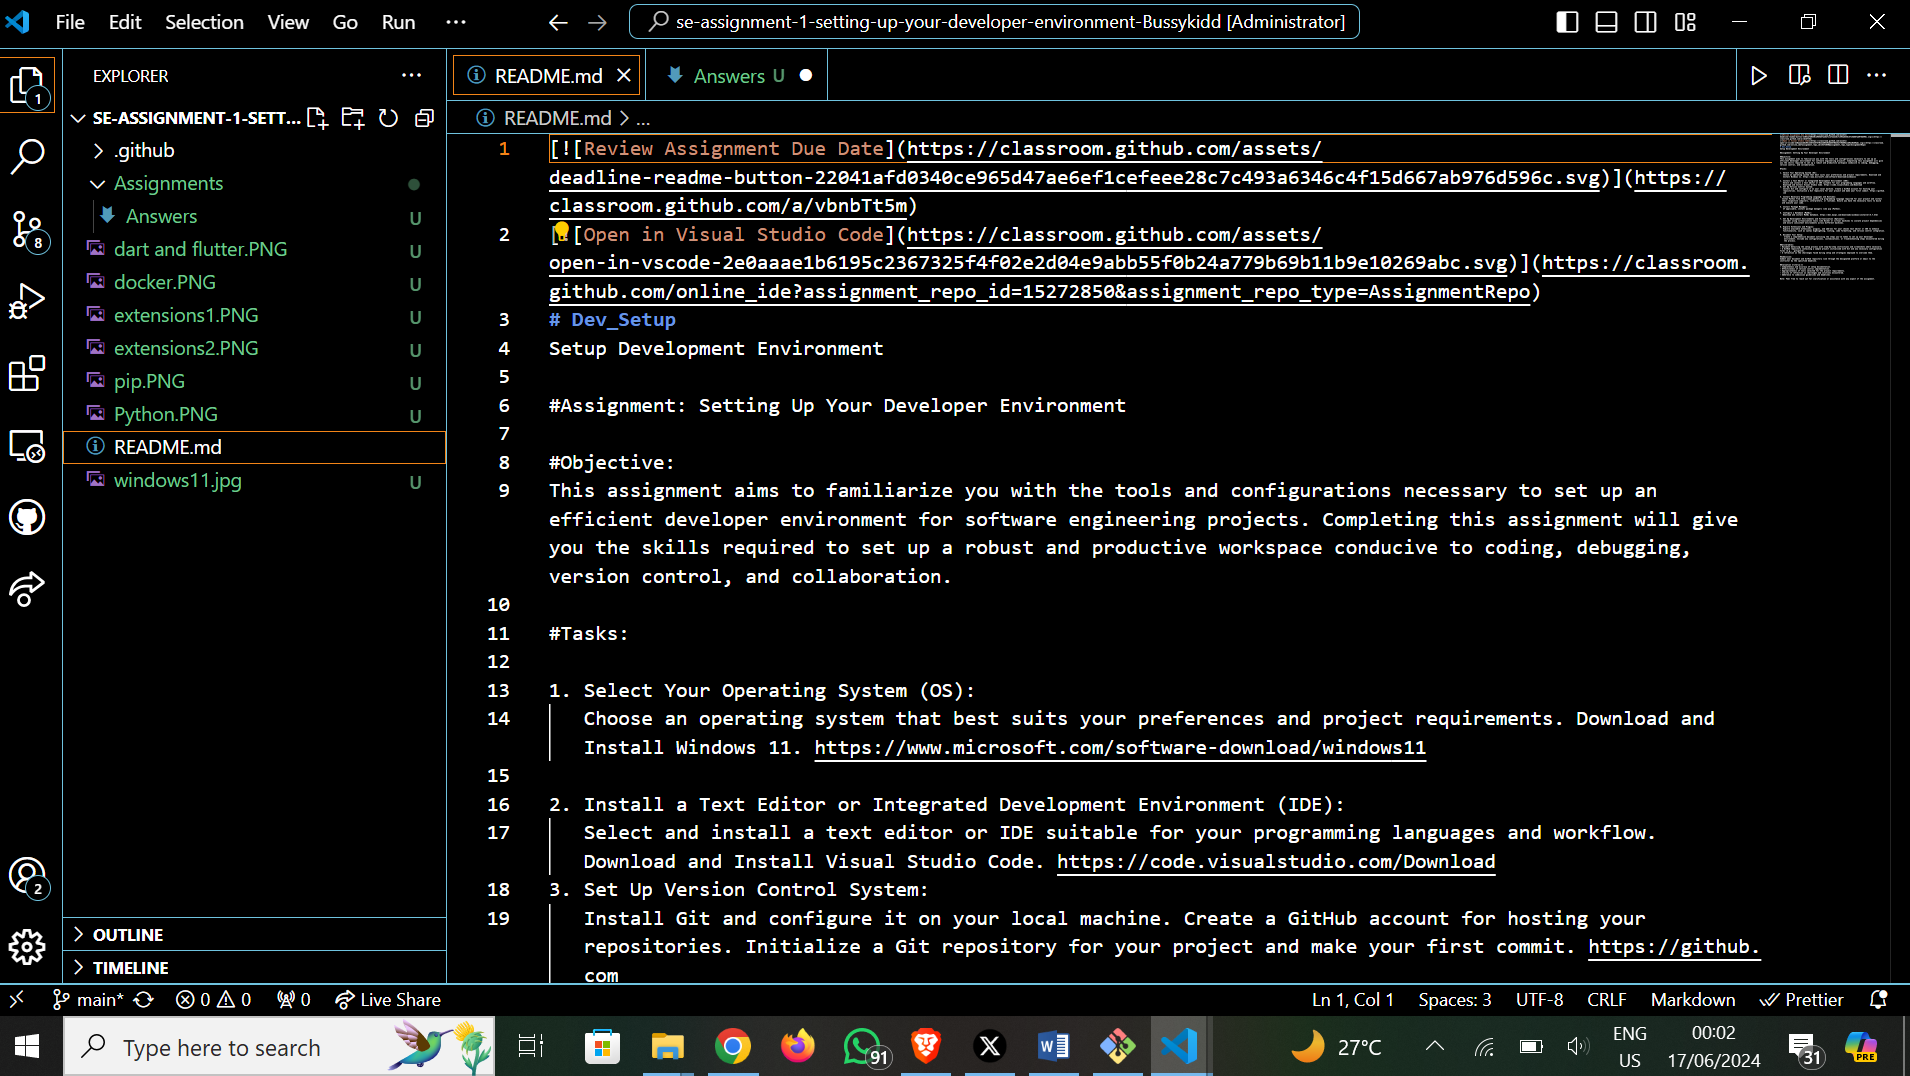 File Edit Selection View Go Run ...
se-assignment-1-setting-up-your-developer-environment-Bussykidd [Administrator]
EXPLORER
SE-ASSIGNMENT-1-SETT...
.github
Assignments
Answers U
dart and flutter.PNG U
docker.PNG U
extensions1.PNG U
extensions2.PNG U
pip.PNG U
Python.PNG U
README.md
windows11.jpg U
OUTLINE
TIMELINE
1
8
2
README.md
Answers U
README.md > ...
1 [![Review Assignment Due Date](https://classroom.github.com/assets/
deadline-readme-button-22041afd0340ce965d47ae6ef1cefeee28c7c493a6346c4f15d667ab976d596c.svg)](https://
classroom.github.com/a/vbnbTt5m)
2 [![Open in Visual Studio Code](https://classroom.github.com/assets/
open-in-vscode-2e0aaae1b6195c2367325f4f02e2d04e9abb55f0b24a779b69b11b9e10269abc.svg)](https://classroom.
github.com/online_ide?assignment_repo_id=15272850&assignment_repo_type=AssignmentRepo)
3 # Dev_Setup
4 Setup Development Environment
5
6 #Assignment: Setting Up Your Developer Environment
7
8 #Objective:
9 This assignment aims to familiarize you with the tools and configurations necessary to set up an
efficient developer environment for software engineering projects. Completing this assignment will give
you the skills required to set up a robust and productive workspace conducive to coding, debugging,
version control, and collaboration.
10
11 #Tasks:
12
13 1. Select Your Operating System (OS):
14 Choose an operating system that best suits your preferences and project requirements. Download and
Install Windows 11. https://www.microsoft.com/software-download/windows11
15
16 2. Install a Text Editor or Integrated Development Environment (IDE):
17 Select and install a text editor or IDE suitable for your programming languages and workflow.
Download and Install Visual Studio Code. https://code.visualstudio.com/Download
18 3. Set Up Version Control System:
19 Install Git and configure it on your local machine. Create a GitHub account for hosting your
repositories. Initialize a Git repository for your project and make your first commit. https://github.
com
main* 0 0 0 Live Share
Ln 1, Col 1 Spaces: 3 UTF-8 CRLF Markdown Prettier
Type here to search
91
27°C
ENG
US
00:02
17/06/2024
31
PRE